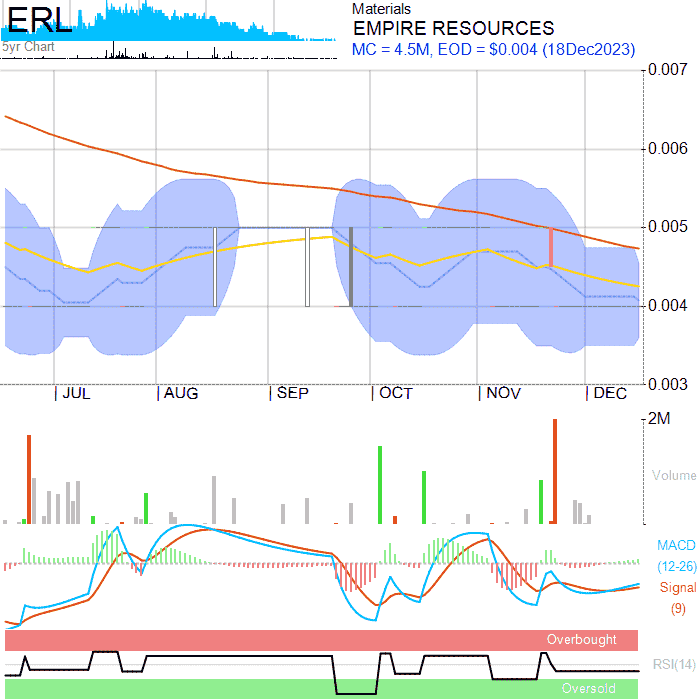 ERL
5yr Chart
Materials
EMPIRE RESOURCES
MC = 4.5M, EOD = $0.004 (18Dec2023)
0.007
0.006
0.005
0.004
0.003
JUL AUG SEP OCT NOV DEC
2M
Volume
MACD
(12-26)
Signal
(9)
Overbought
RSI(14)
Oversold